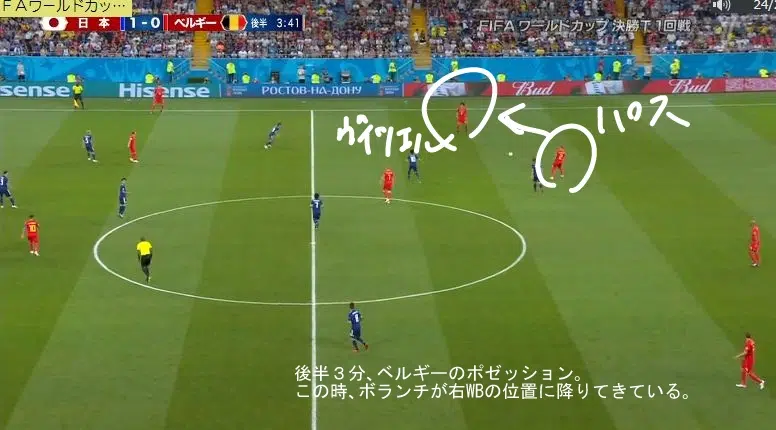 ＦＡワールドカッ…
日本 1-0 ベルギー 後半 3:41
24/
FIFA ワールドカップ 決勝T 1回戦
sense
Hisense
РОСТОВ-НА-ДОНУ
Bud
Bud
ヴィツェル
パス
後半３分、ベルギーのポゼッション。
この時、ボランチが右WBの位置に降りてきている。